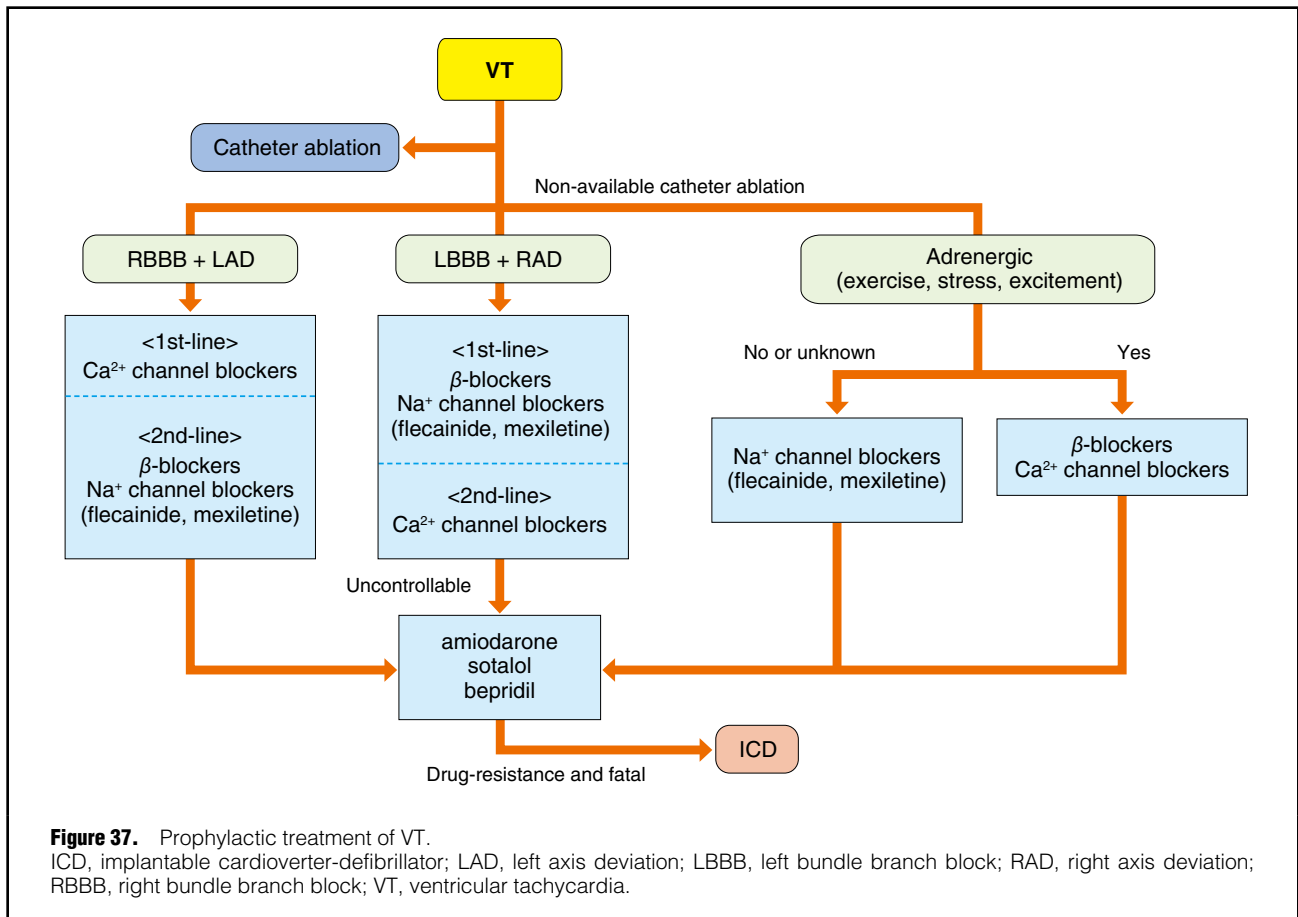 VT
Catheter ablation
Non-available catheter ablation
RBBB + LAD
LBBB + RAD
Adrenergic
(exercise, stress, excitement)
<1st-line>
Ca²⁺ channel blockers
<2nd-line>
β-blockers
Na⁺ channel blockers
(flecainide, mexiletine)
<1st-line>
β-blockers
Na⁺ channel blockers
(flecainide, mexiletine)
<2nd-line>
Ca²⁺ channel blockers
No or unknown
Yes
Na⁺ channel blockers
(flecainide, mexiletine)
β-blockers
Ca²⁺ channel blockers
Uncontrollable
amiodarone
sotalol
bepridil
ICD
Drug-resistance and fatal
Figure 37. Prophylactic treatment of VT.
ICD, implantable cardioverter-defibrillator; LAD, left axis deviation; LBBB, left bundle branch block; RAD, right axis deviation;
RBBB, right bundle branch block; VT, ventricular tachycardia.